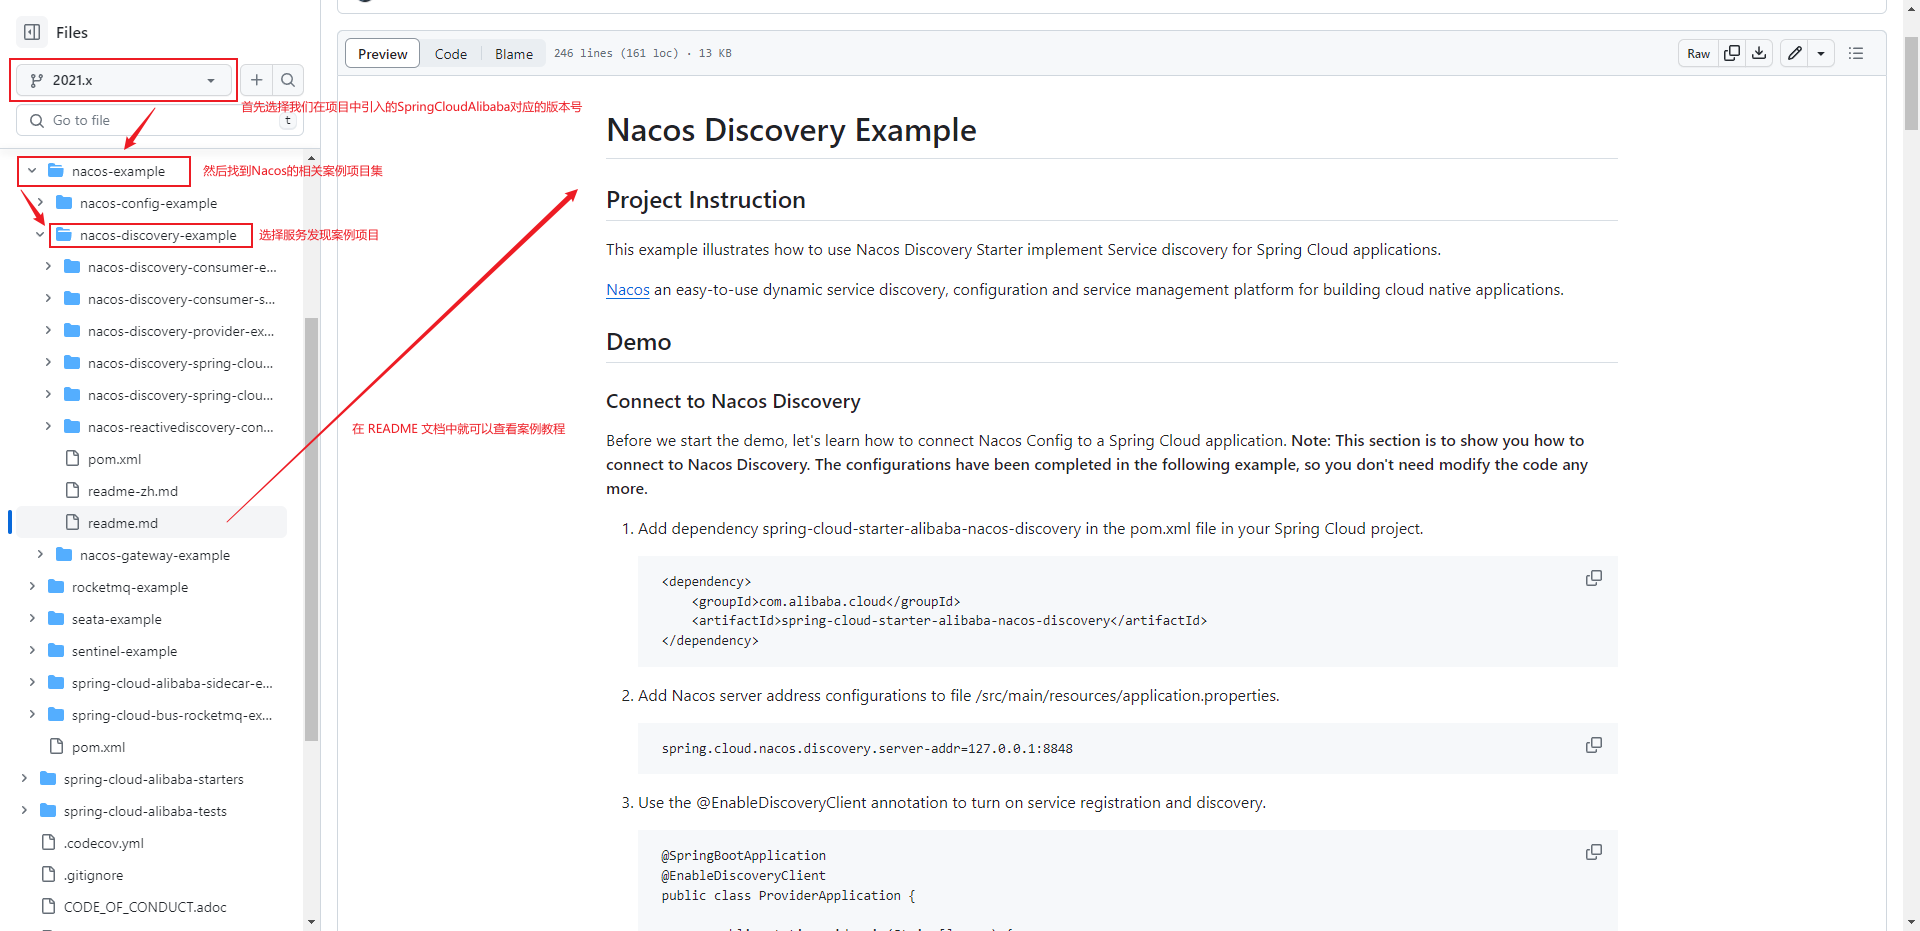 Files
2021.x
首先选择我们在项目中引入的SpringCloudAlibaba对应的版本号
Go to file
t
nacos-example
然后找到Nacos的相关案例项目集
nacos-config-example
nacos-discovery-example
选择服务发现案例项目
nacos-discovery-consumer-e...
nacos-discovery-consumer-s...
nacos-discovery-provider-ex...
nacos-discovery-spring-clou...
nacos-discovery-spring-clou...
nacos-reactivediscovery-con...
在 README 文档中就可以查看案例教程
pom.xml
readme-zh.md
readme.md
nacos-gateway-example
rocketmq-example
seata-example
sentinel-example
spring-cloud-alibaba-sidecar-e...
spring-cloud-bus-rocketmq-ex...
pom.xml
spring-cloud-alibaba-starters
spring-cloud-alibaba-tests
.codecov.yml
.gitignore
CODE_OF_CONDUCT.adoc
Preview Code Blame 246 lines (161 loc) · 13 KB Raw
Nacos Discovery Example
Project Instruction
This example illustrates how to use Nacos Discovery Starter implement Service discovery for Spring Cloud applications.
Nacos an easy-to-use dynamic service discovery, configuration and service management platform for building cloud native applications.
Demo
Connect to Nacos Discovery
Before we start the demo, let's learn how to connect Nacos Config to a Spring Cloud application. Note: This section is to show you how to
connect to Nacos Discovery. The configurations have been completed in the following example, so you don't need modify the code any
more.
1. Add dependency spring-cloud-starter-alibaba-nacos-discovery in the pom.xml file in your Spring Cloud project.
<dependency>
<groupId>com.alibaba.cloud</groupId>
<artifactId>spring-cloud-starter-alibaba-nacos-discovery</artifactId>
</dependency>
2. Add Nacos server address configurations to file /src/main/resources/application.properties.
spring.cloud.nacos.discovery.server-addr=127.0.0.1:8848
3. Use the @EnableDiscoveryClient annotation to turn on service registration and discovery.
@SpringBootApplication
@EnableDiscoveryClient
public class ProviderApplication {